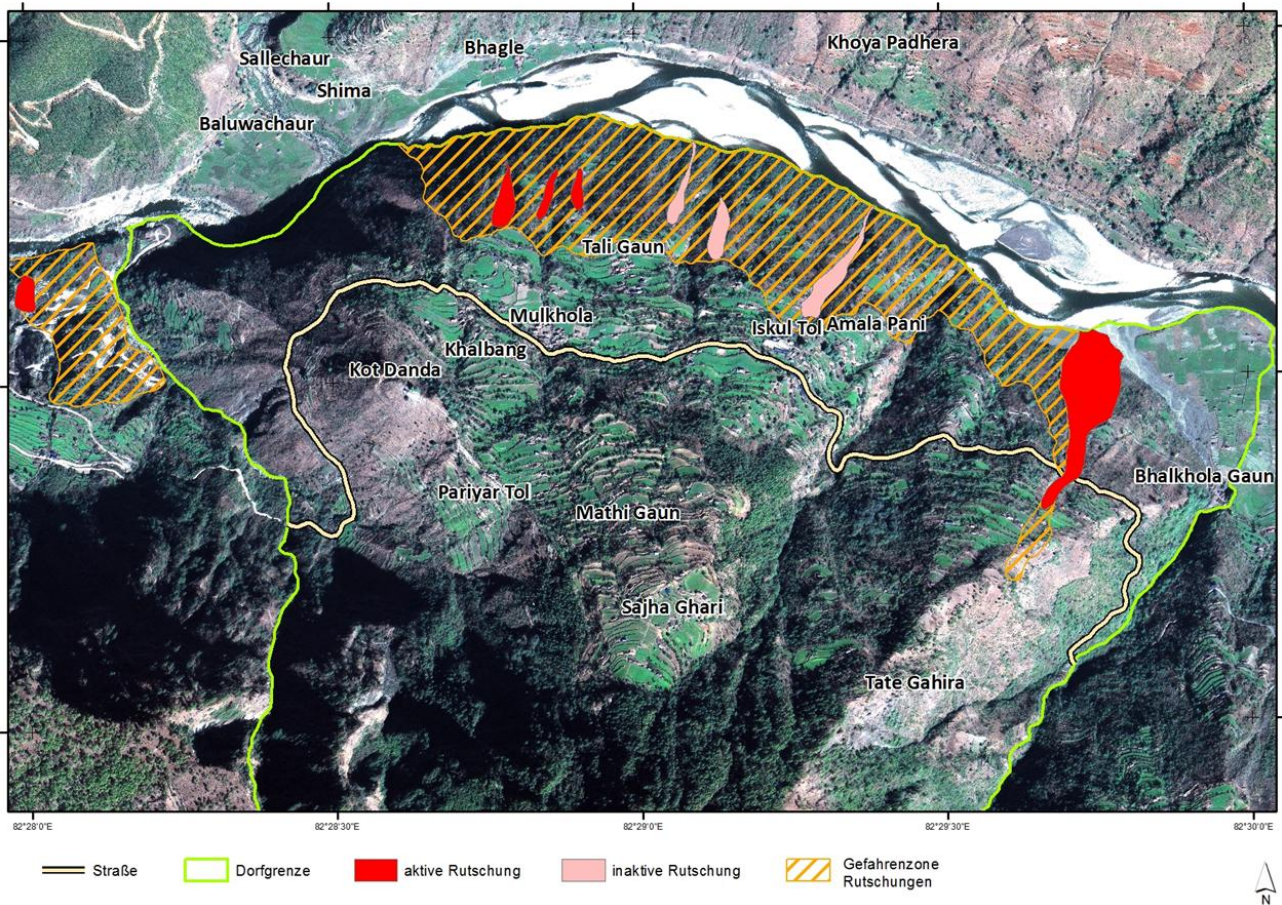 Khoya Padhera
Bhagle
Sallechaur
Shima
Baluwachaur
Tali Gaun
Mulkhola
Iskul Tol
Amala Pani
Khalbang
Kot Danda
Bhalkhola Gaun
Pariyar Tol
Mathi Gaun
Sajha Ghari
Tate Gahira
82°28'0"E
82°28'30"E
82°29'0"E
82°29'30"E
82°30'0"E
Straße
Dorfgrenze
aktive Rutschung
inaktive Rutschung
Gefahrenzone
Rutschungen
N